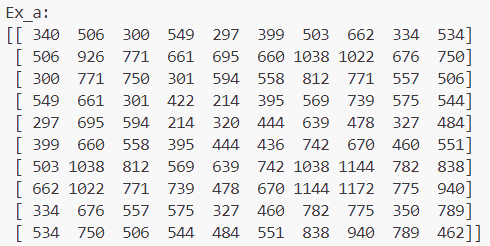 Ex_a:
[[ 340 506 300 549 297 399 503 662 334 534]
[ 506 926 771 661 695 660 1038 1022 676 750]
[ 300 771 750 301 594 558 812 771 557 506]
[ 549 661 301 422 214 395 569 739 575 544]
[ 297 695 594 214 320 444 639 478 327 484]
[ 399 660 558 395 444 436 742 670 460 551]
[ 503 1038 812 569 639 742 1038 1144 782 838]
[ 662 1022 771 739 478 670 1144 1172 775 940]
[ 334 676 557 575 327 460 782 775 350 789]
[ 534 750 506 544 484 551 838 940 789 462]]